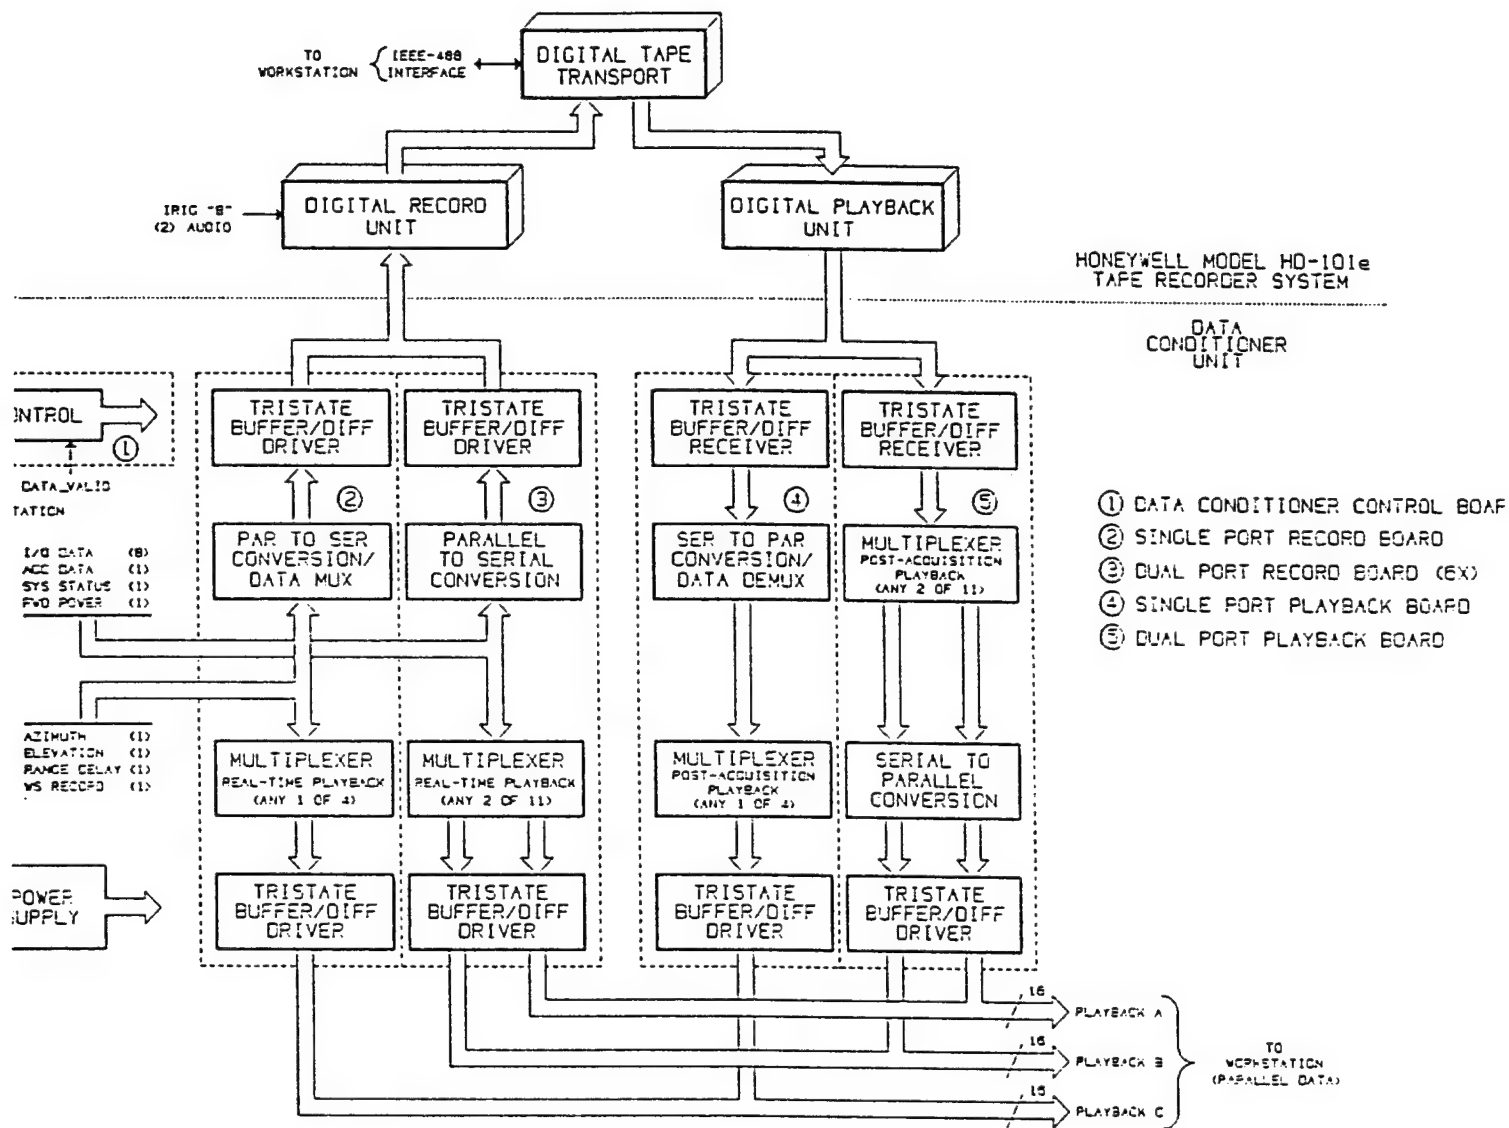 DIGITAL TAPE
TRANSPORT
TO
WORKSTATION
IEEE-488
INTERFACE
DIGITAL RECORD
UNIT
IRIG "B"
(2) AUDIO
DIGITAL PLAYBACK
UNIT
HONEYWELL MODEL HD-101e
TAPE RECORDER SYSTEM
DATA
CONDITIONER
UNIT
ONTROL
1
DATA_VALID
TATION
TRISTATE
BUFFER/DIFF
DRIVER
TRISTATE
BUFFER/DIFF
DRIVER
TRISTATE
BUFFER/DIFF
RECEIVER
TRISTATE
BUFFER/DIFF
RECEIVER
2
3
4
5
PAR TO SER
CONVERSION/
DATA MUX
PARALLEL
TO SERIAL
CONVERSION
SER TO PAR
CONVERSION/
DATA DEMUX
MULTIPLEXER
POST-ACQUISITION
PLAYBACK
(ANY 2 OF 11)
1 DATA CONDITIONER CONTROL BOAR
2 SINGLE PORT RECORD BOARD
3 DUAL PORT RECORD BOARD (6X)
4 SINGLE PORT PLAYBACK BOARD
5 DUAL PORT PLAYBACK BOARD
I/Q DATA (8)
AGC DATA (1)
SYS STATUS (1)
FWD POWER (1)
AZIMUTH (1)
ELEVATION (1)
RANGE DELAY (1)
WS RECORD (1)
MULTIPLEXER
REAL-TIME PLAYBACK
(ANY 1 OF 4)
MULTIPLEXER
REAL-TIME PLAYBACK
(ANY 2 OF 11)
MULTIPLEXER
POST-ACQUISITION
PLAYBACK
(ANY 1 OF 4)
SERIAL TO
PARALLEL
CONVERSION
POWER
SUPPLY
TRISTATE
BUFFER/DIFF
DRIVER
TRISTATE
BUFFER/DIFF
DRIVER
TRISTATE
BUFFER/DIFF
DRIVER
TRISTATE
BUFFER/DIFF
DRIVER
16
PLAYBACK A
16
PLAYBACK B
16
PLAYBACK C
TO
WORKSTATION
(PARALLEL DATA)